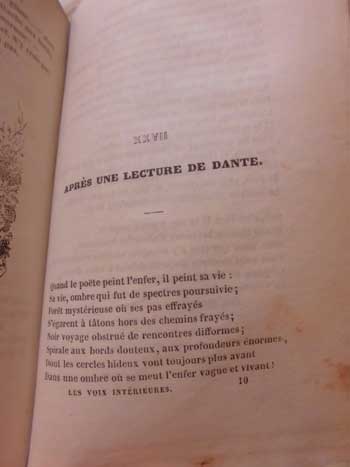 XXVII
APRÈS UNE LECTURE DE DANTE.
Quand le poëte peint l'enfer, il peint sa vie :
Sa vie, ombre qui fut de spectres poursuivie ;
Forêt mystérieuse où ses pas effrayés
S'égarent à tâtons hors des chemins frayés ;
Noir voyage obstrué de rencontres difformes ;
Spirale aux bords douteux, aux profondeurs énormes,
Dont les cercles hideux vont toujours plus avant
Dans une ombre où se meut l'enfer vague et vivant !
LES VOIX INTÉRIEURES. 10